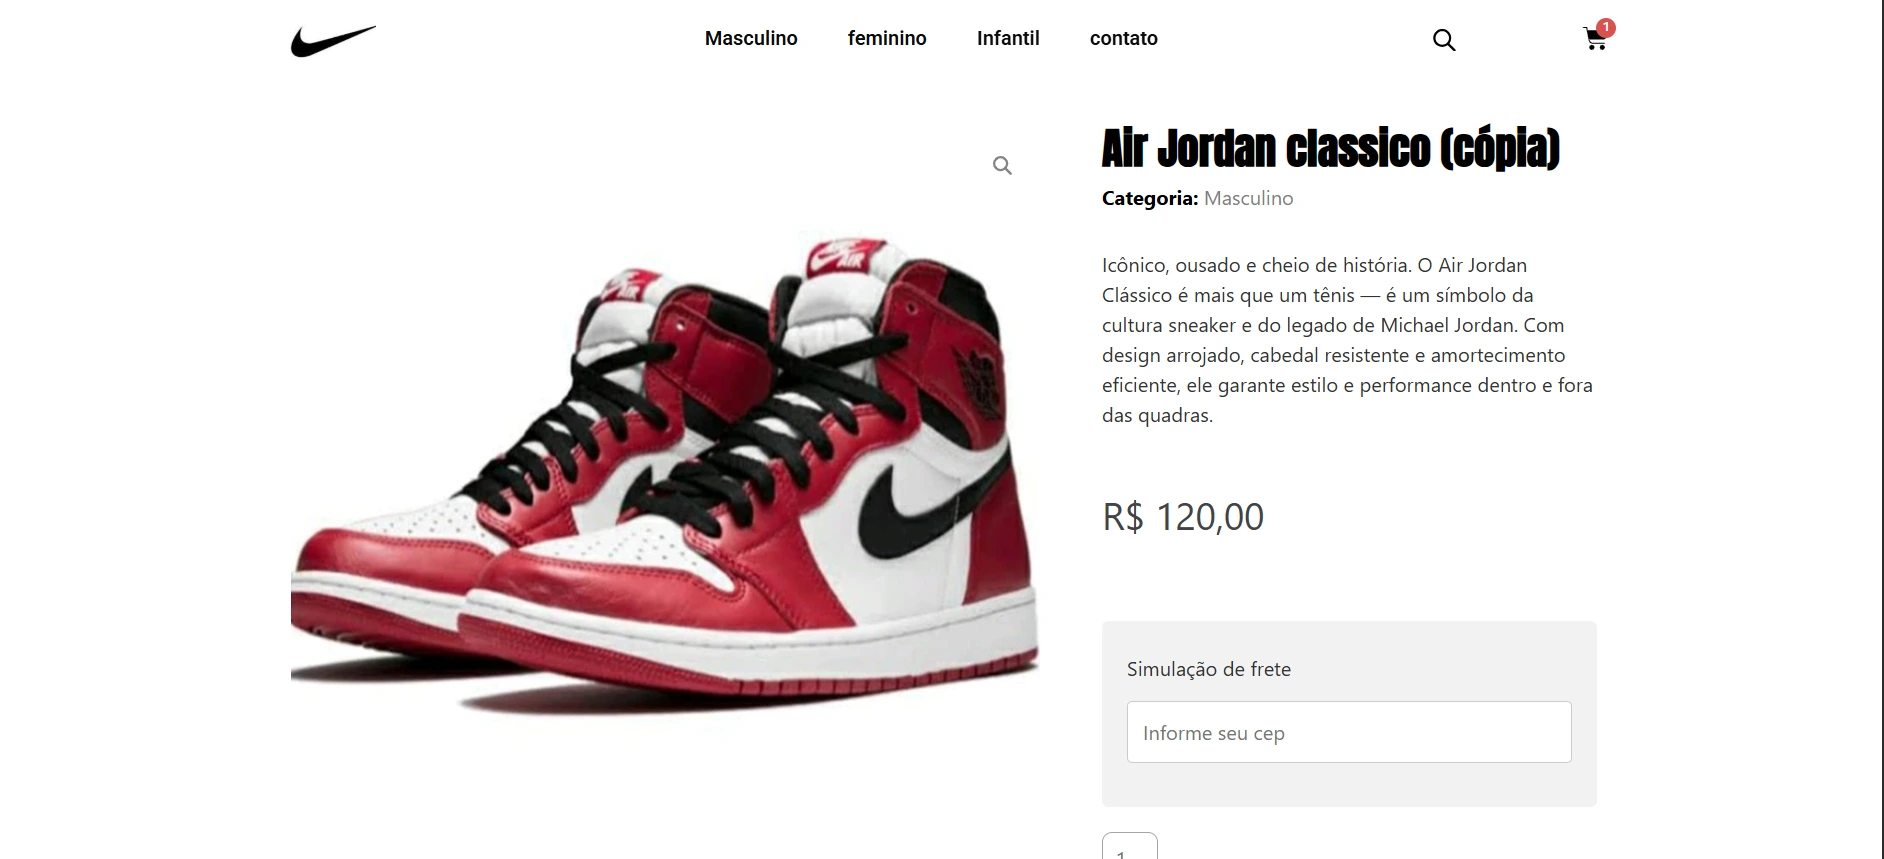 Masculino feminino Infantil contato
1
Air Jordan classico (cópia)
Categoria: Masculino
Icônico, ousado e cheio de história. O Air Jordan
Clássico é mais que um tênis — é um símbolo da
cultura sneaker e do legado de Michael Jordan. Com
design arrojado, cabedal resistente e amortecimento
eficiente, ele garante estilo e performance dentro e fora
das quadras.
AIR
AIR
R$ 120,00
Simulação de frete
Informe seu cep